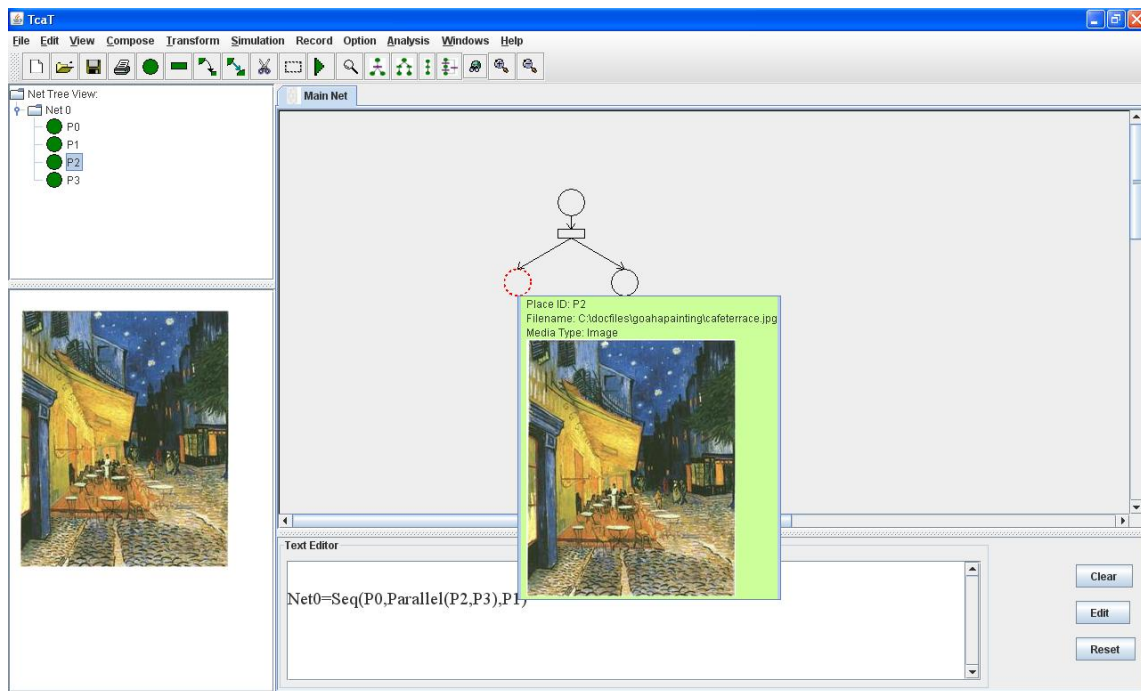 TcaT
File Edit View Compose Transform Simulation Record Option Analysis Windows Help
Net Tree View:
Net 0
P0
P1
P2
P3
Main Net
Place ID: P2
Filename: C:\docfiles\goahapainting\cafeterrace.jpg
Media Type: Image
Text Editor
Net0=Seq(P0,Parallel(P2,P3),P1)
Clear
Edit
Reset